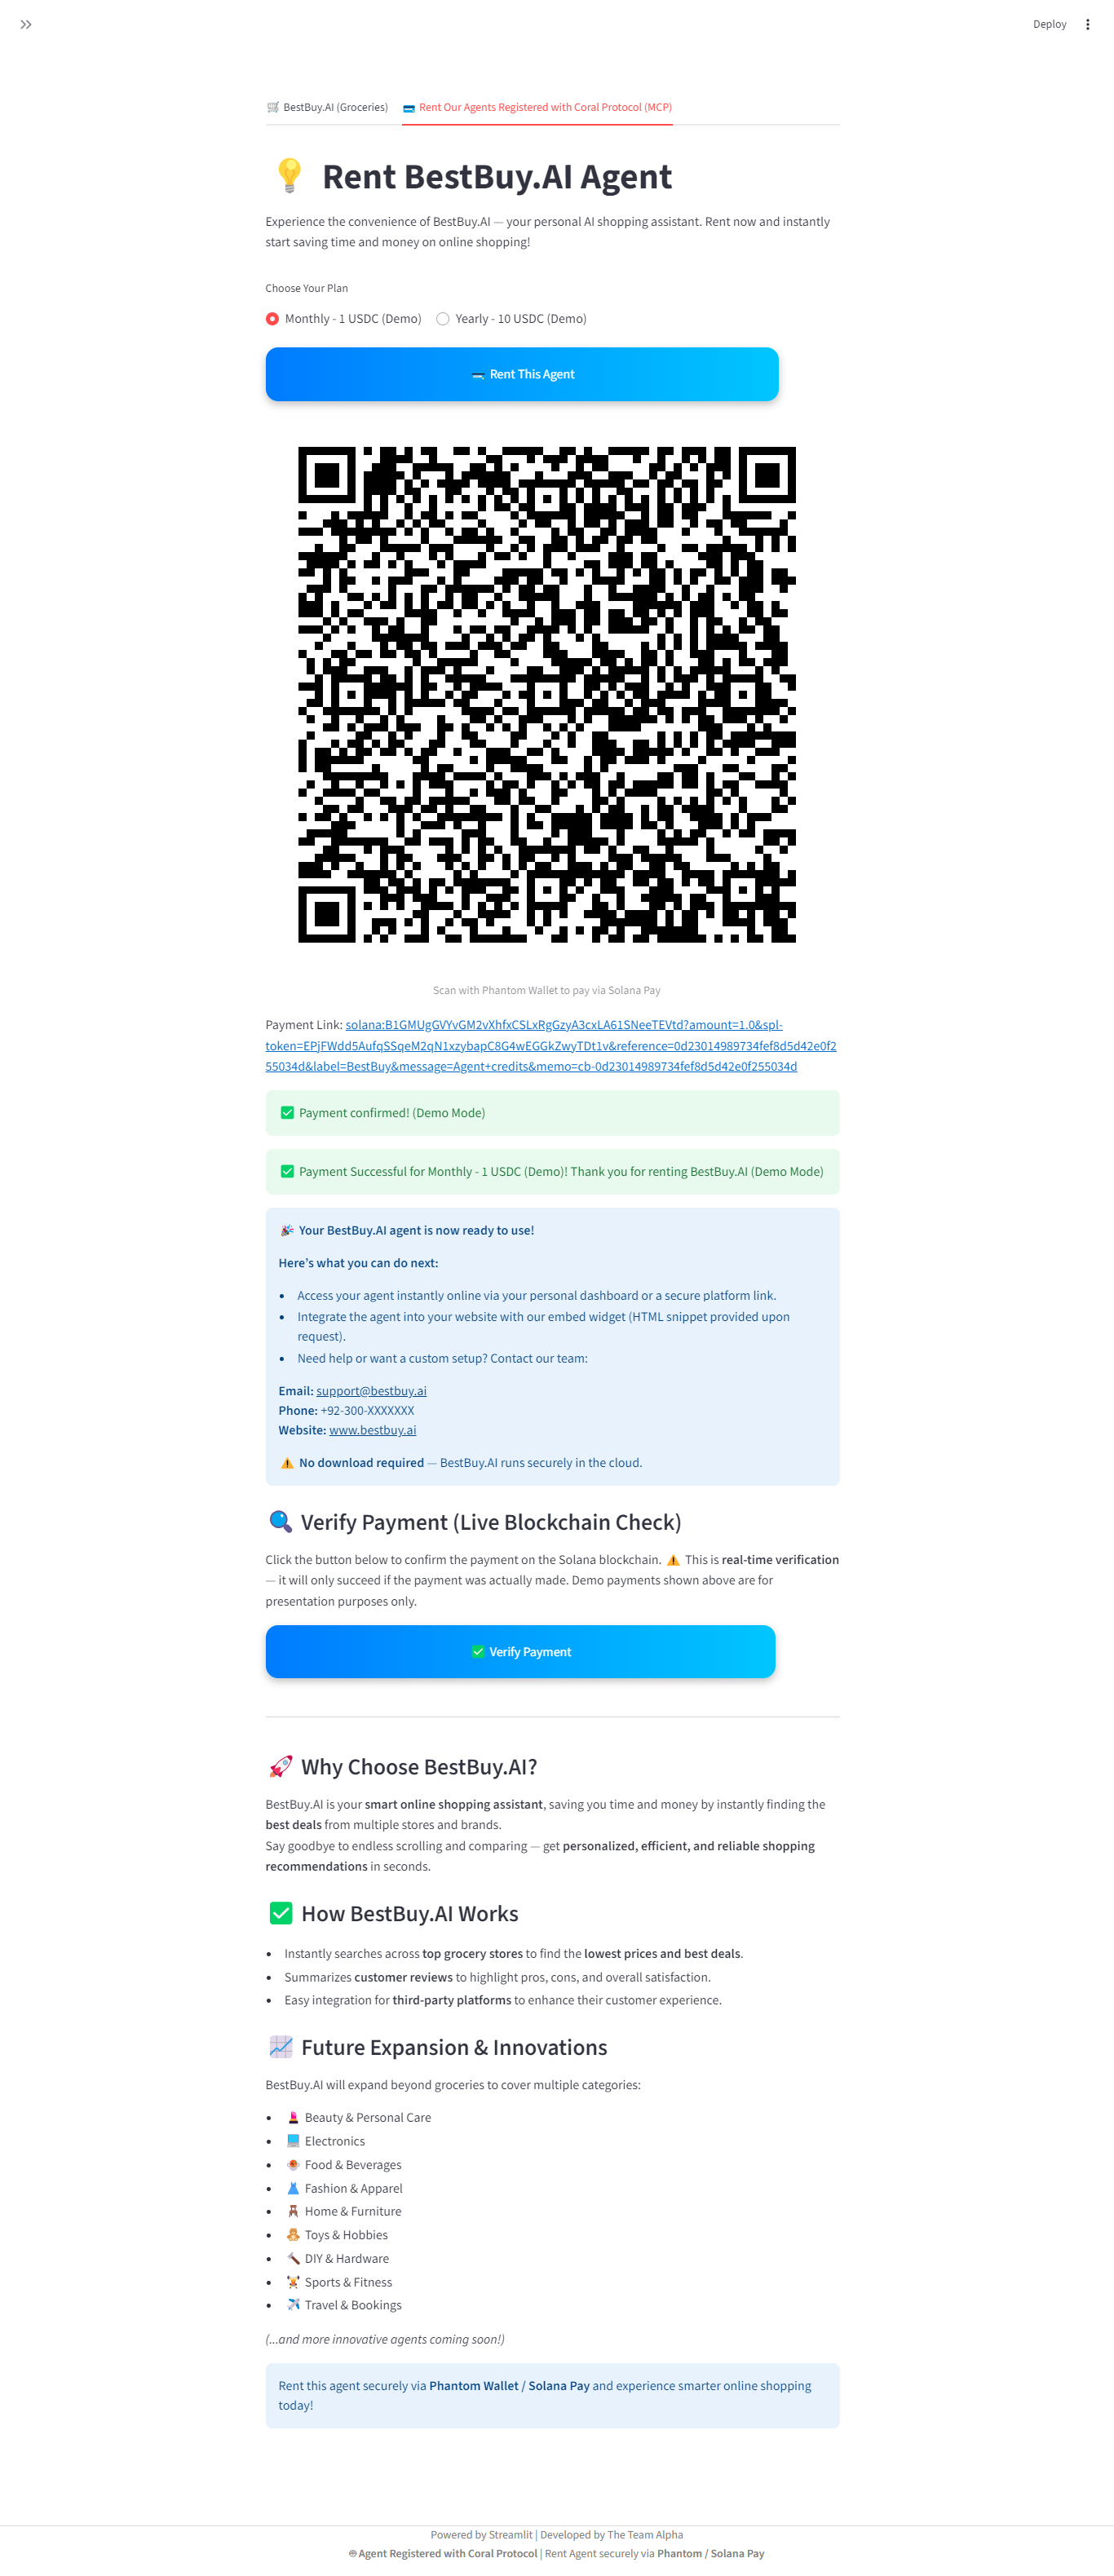 Deploy
🛒 BestBuy.AI (Groceries)
💳 Rent Our Agents Registered with Coral Protocol (MCP)
💡 Rent BestBuy.AI Agent
Experience the convenience of BestBuy.AI — your personal AI shopping assistant. Rent now and instantly
start saving time and money on online shopping!
Choose Your Plan
Monthly - 1 USDC (Demo)
Yearly - 10 USDC (Demo)
💳 Rent This Agent
Scan with Phantom Wallet to pay via Solana Pay
Payment Link: solana:B1GMUgGVYvGM2vXhfxCSLxRgGzyA3cxLA61SNeeTEVtd?amount=1.0&spl-
token=EPjFWdd5AufqSSqeM2qN1xzybapC8G4wEGGkZwyTDt1v&reference=0d23014989734fef8d5d42e0f2
55034d&label=BestBuy&message=Agent+credits&memo=cb-0d23014989734fef8d5d42e0f255034d
✅ Payment confirmed! (Demo Mode)
✅ Payment Successful for Monthly - 1 USDC (Demo)! Thank you for renting BestBuy.AI (Demo Mode)
🎉 Your BestBuy.AI agent is now ready to use!
Here's what you can do next:
• Access your agent instantly online via your personal dashboard or a secure platform link.
• Integrate the agent into your website with our embed widget (HTML snippet provided upon
request).
• Need help or want a custom setup? Contact our team:
Email: support@bestbuy.ai
Phone: +92-300-XXXXXXX
Website: www.bestbuy.ai
⚠️ No download required — BestBuy.AI runs securely in the cloud.
🔍 Verify Payment (Live Blockchain Check)
Click the button below to confirm the payment on the Solana blockchain. ⚠️ This is real-time verification
— it will only succeed if the payment was actually made. Demo payments shown above are for
presentation purposes only.
✅ Verify Payment
🚀 Why Choose BestBuy.AI?
BestBuy.AI is your smart online shopping assistant, saving you time and money by instantly finding the
best deals from multiple stores and brands.
Say goodbye to endless scrolling and comparing — get personalized, efficient, and reliable shopping
recommendations in seconds.
✅ How BestBuy.AI Works
• Instantly searches across top grocery stores to find the lowest prices and best deals.
• Summarizes customer reviews to highlight pros, cons, and overall satisfaction.
• Easy integration for third-party platforms to enhance their customer experience.
📈 Future Expansion & Innovations
BestBuy.AI will expand beyond groceries to cover multiple categories:
• 💄 Beauty & Personal Care
• 💻 Electronics
• 🍲 Food & Beverages
• 👗 Fashion & Apparel
• 🪑 Home & Furniture
• 🧸 Toys & Hobbies
• 🔨 DIY & Hardware
• 🏋️ Sports & Fitness
• ✈️ Travel & Bookings
(...and more innovative agents coming soon!)
Rent this agent securely via Phantom Wallet / Solana Pay and experience smarter online shopping
today!
Powered by Streamlit | Developed by The Team Alpha
🌐 Agent Registered with Coral Protocol | Rent Agent securely via Phantom / Solana Pay